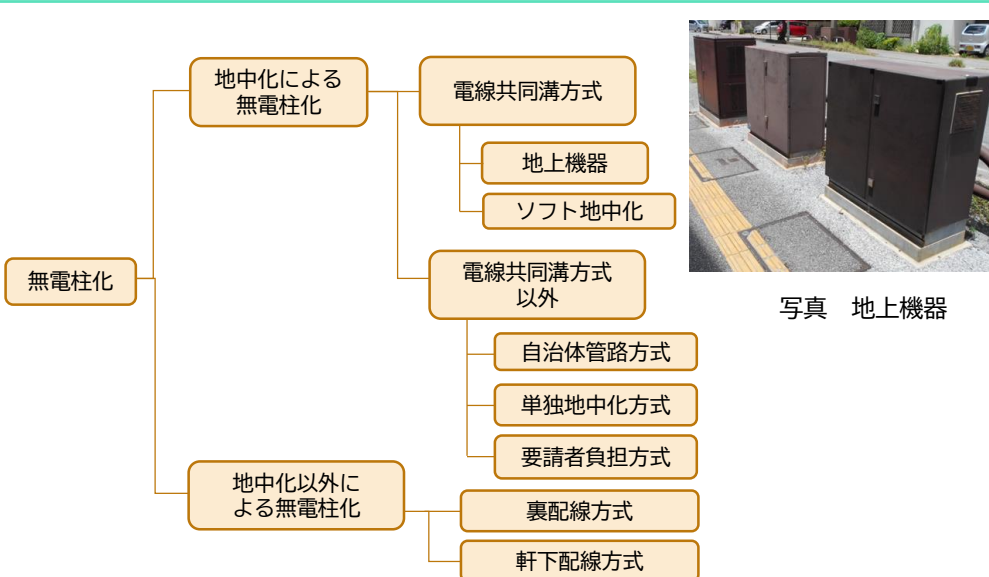 地中化による
無電柱化
電線共同溝方式
地上機器
ソフト地中化
無電柱化
電線共同溝方式
以外
写真　地上機器
自治体管路方式
単独地中化方式
要請者負担方式
地中化以外に
よる無電柱化
裏配線方式
軒下配線方式